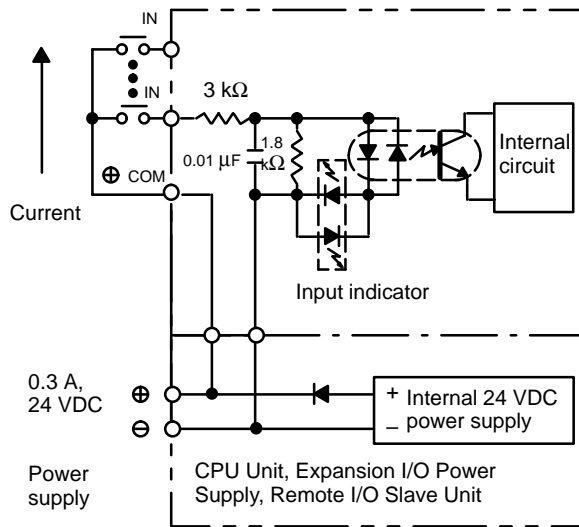 IN
IN
3 kΩ
0.01 μF
1.8
kΩ
Internal
circuit
⊕ COM
Current
Input indicator
0.3 A,
24 VDC
⊕
⊖
+
–
Internal 24 VDC
power supply
Power
supply
CPU Unit, Expansion I/O Power
Supply, Remote I/O Slave Unit